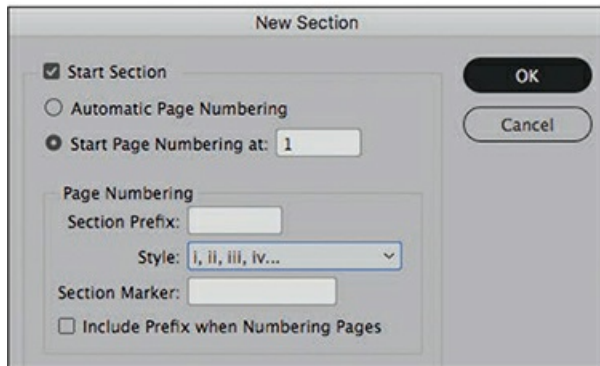 New Section
Start Section
OK
Automatic Page Numbering
Cancel
Start Page Numbering at: 1
Page Numbering
Section Prefix:
Style: i, ii, iii, iv...
Section Marker:
Include Prefix when Numbering Pages